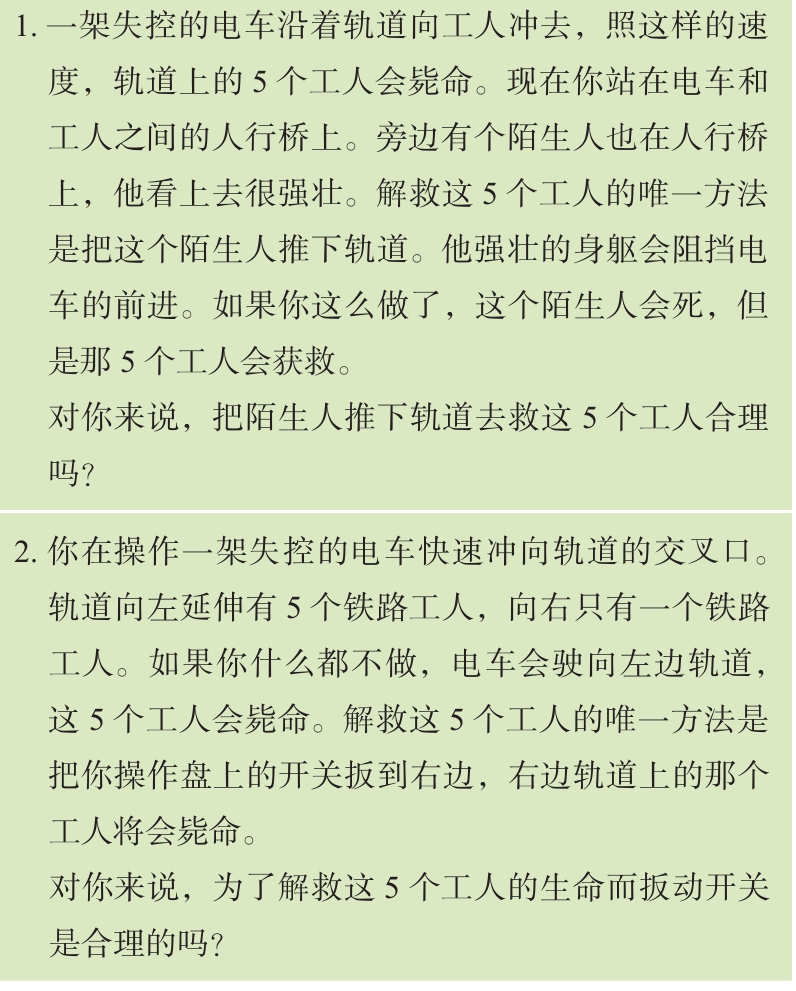 1. 一架失控的电车沿着轨道向工人冲去，照这样的速
度，轨道上的 5 个工人会毙命。现在你站在电车和
工人之间的人行桥上。旁边有个陌生人也在人行桥
上，他看上去很强壮。解救这 5 个工人的唯一方法
是把这个陌生人推下轨道。他强壮的身躯会阻挡电
车的前进。如果你这么做了，这个陌生人会死，但
是那 5 个工人会获救。
对你来说，把陌生人推下轨道去救这 5 个工人合理
吗？
2. 你在操作一架失控的电车快速冲向轨道的交叉口。
轨道向左延伸有 5 个铁路工人，向右只有一个铁路
工人。如果你什么都不做，电车会驶向左边轨道，
这 5 个工人会毙命。解救这 5 个工人的唯一方法是
把你操作盘上的开关扳到右边，右边轨道上的那个
工人将会毙命。
对你来说，为了解救这 5 个工人的生命而扳动开关
是合理的吗？